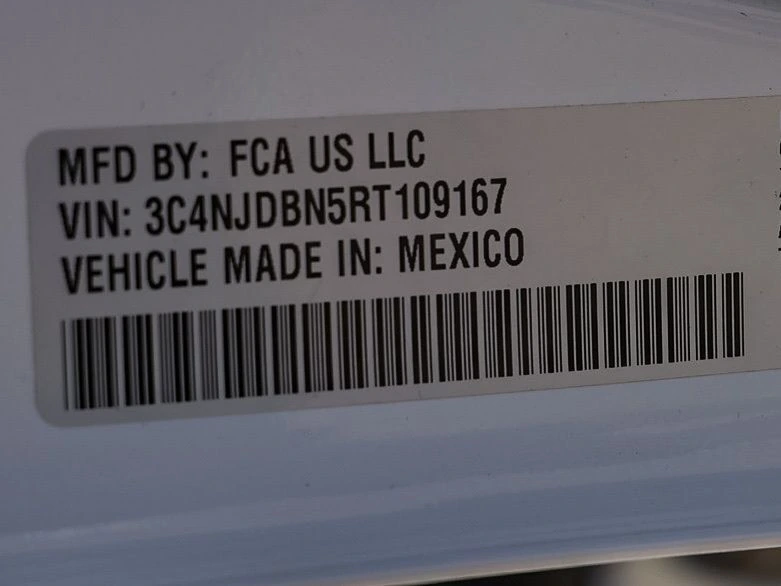 MFD BY: FCA US LLC
VIN: 3C4NJDBN5RT109167
VEHICLE MADE IN: MEXICO